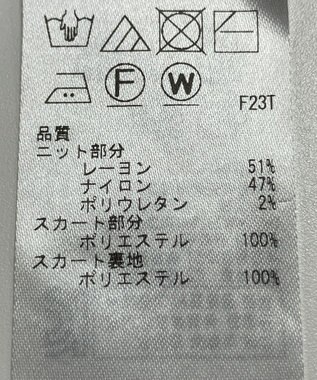 F W F23T
品質
ニット部分
レーヨン 51%
ナイロン 47%
ポリウレタン 2%
スカート部分
ポリエステル 100%
スカート裏地
ポリエステル 100%